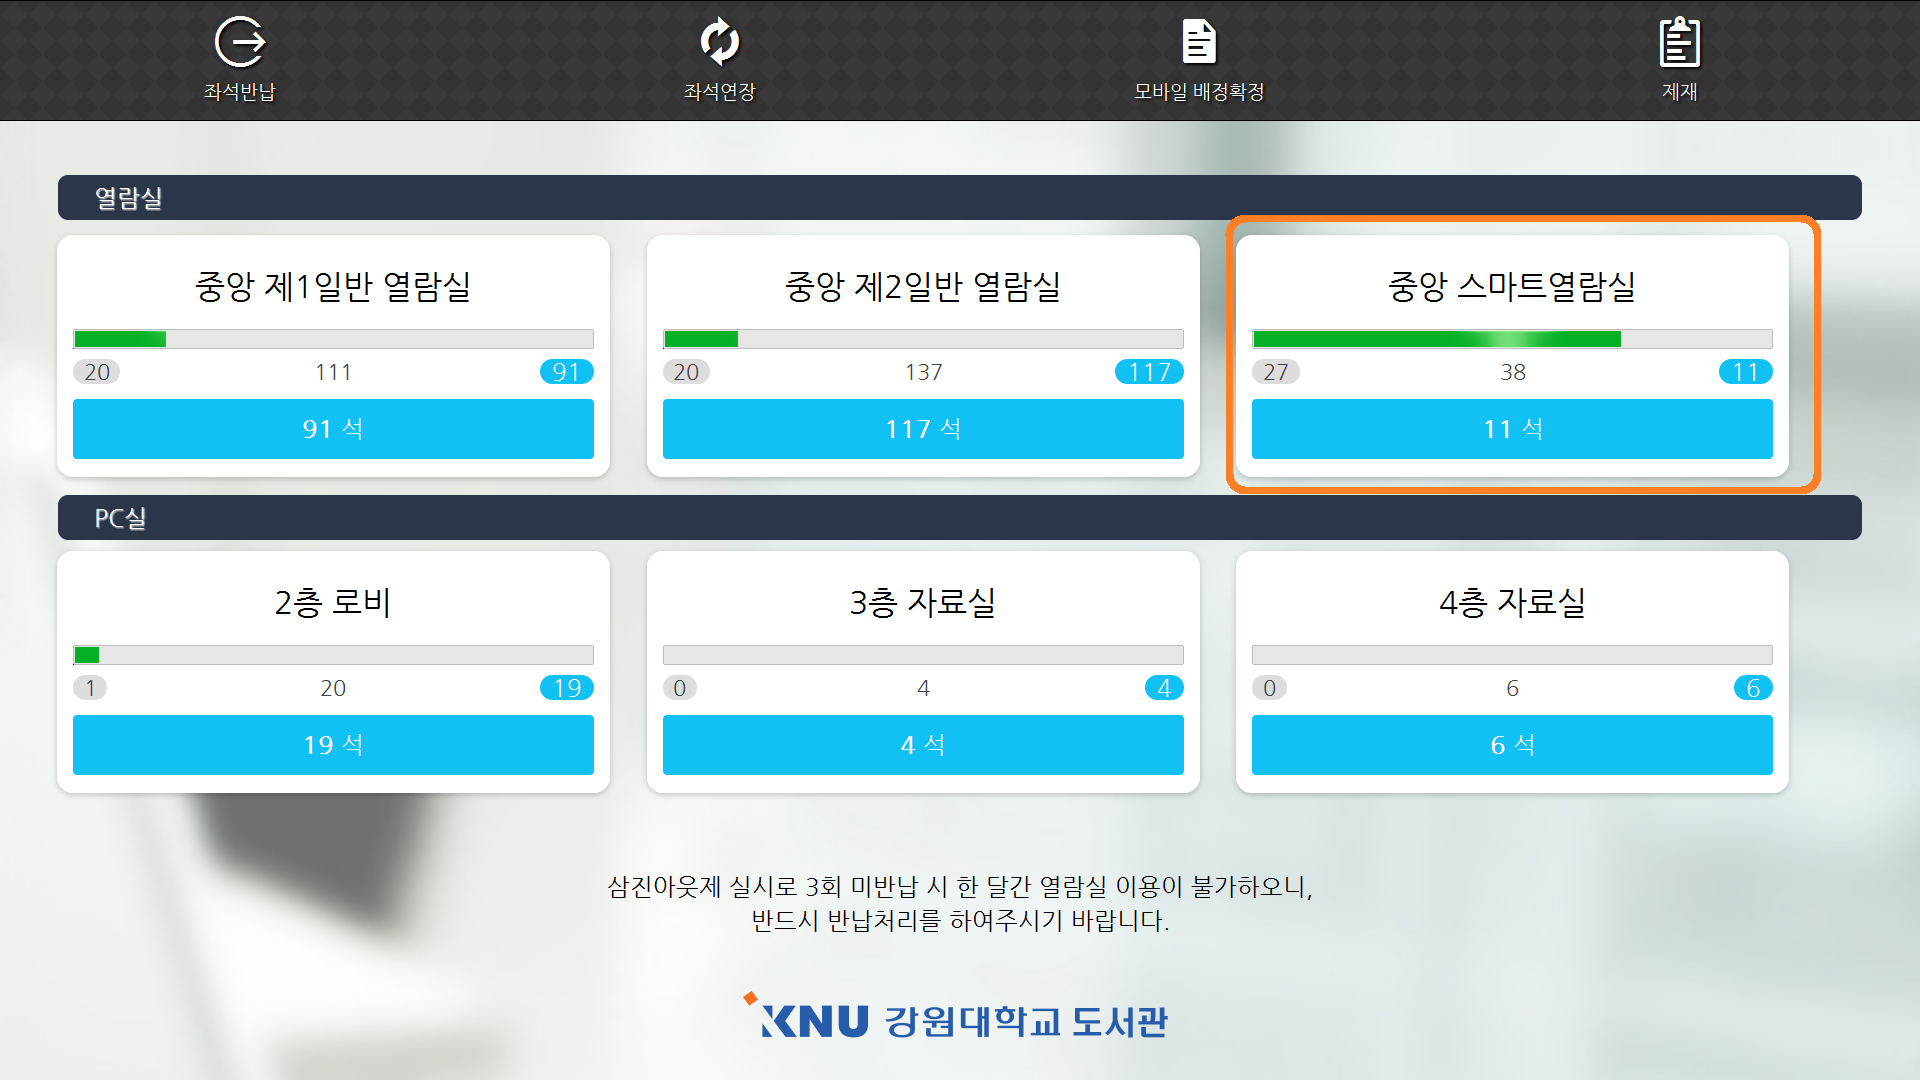 좌석반납
좌석연장
모바일 배정확정
제재
열람실
중앙 제1일반 열람실
20 111 91
91 석
중앙 제2일반 열람실
20 137 117
117 석
중앙 스마트열람실
27 38 11
11 석
PC실
2층 로비
1 20 19
19 석
3층 자료실
0 4 4
4 석
4층 자료실
0 6 6
6 석
삼진아웃제 실시로 3회 미반납 시 한 달간 열람실 이용이 불가하오니,
반드시 반납처리를 하여주시기 바랍니다.
KNU 강원대학교 도서관